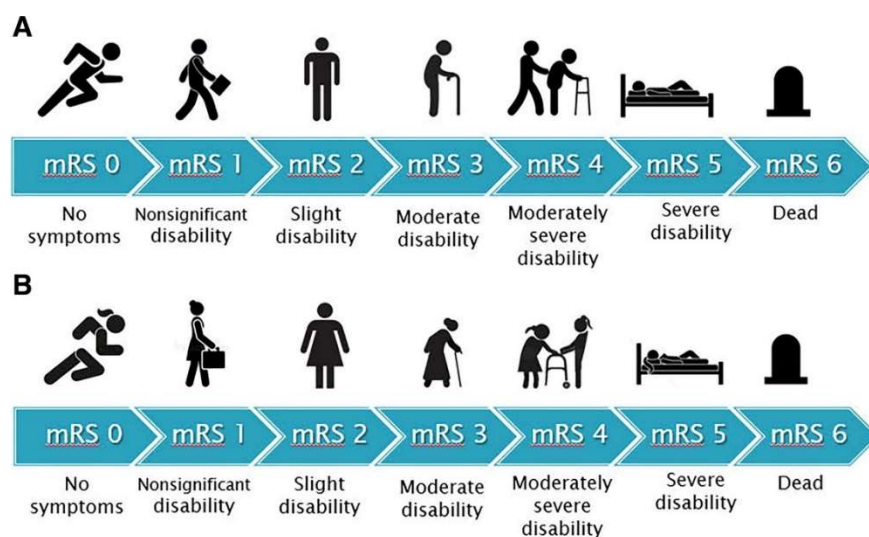 A
mRS 0 mRS 1 mRS 2 mRS 3 mRS 4 mRS 5 mRS 6
No symptoms
Nonsignificant disability
Slight disability
Moderate disability
Moderately severe disability
Severe disability
Dead
B
mRS 0 mRS 1 mRS 2 mRS 3 mRS 4 mRS 5 mRS 6
No symptoms
Nonsignificant disability
Slight disability
Moderate disability
Moderately severe disability
Severe disability
Dead